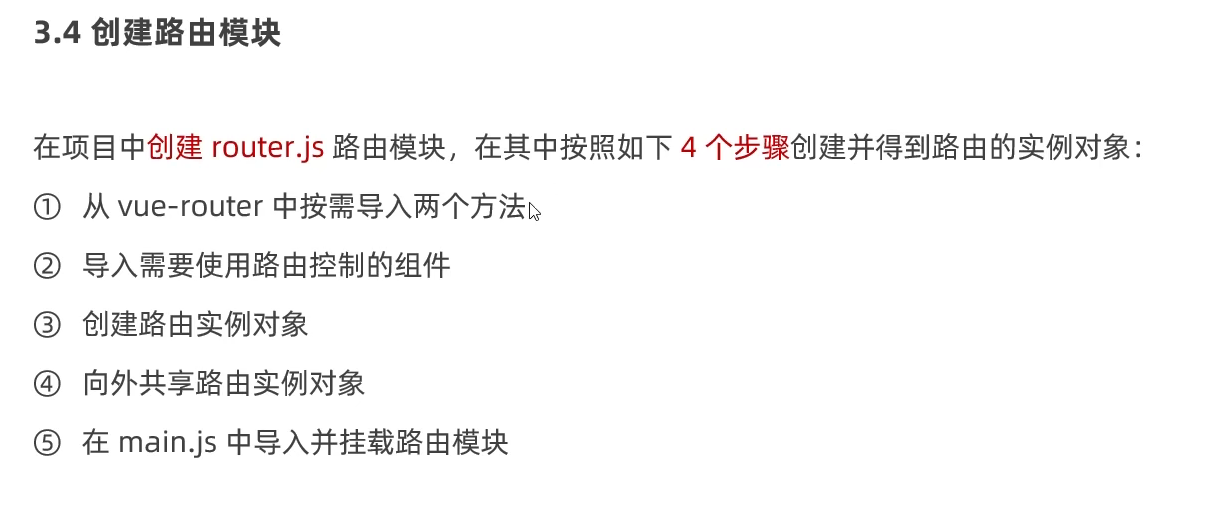 3.4 创建路由模块
在项目中创建 router.js 路由模块，在其中按照如下 4 个步骤创建并得到路由的实例对象：
① 从 vue-router 中按需导入两个方法
② 导入需要使用路由控制的组件
③ 创建路由实例对象
④ 向外共享路由实例对象
⑤ 在 main.js 中导入并挂载路由模块